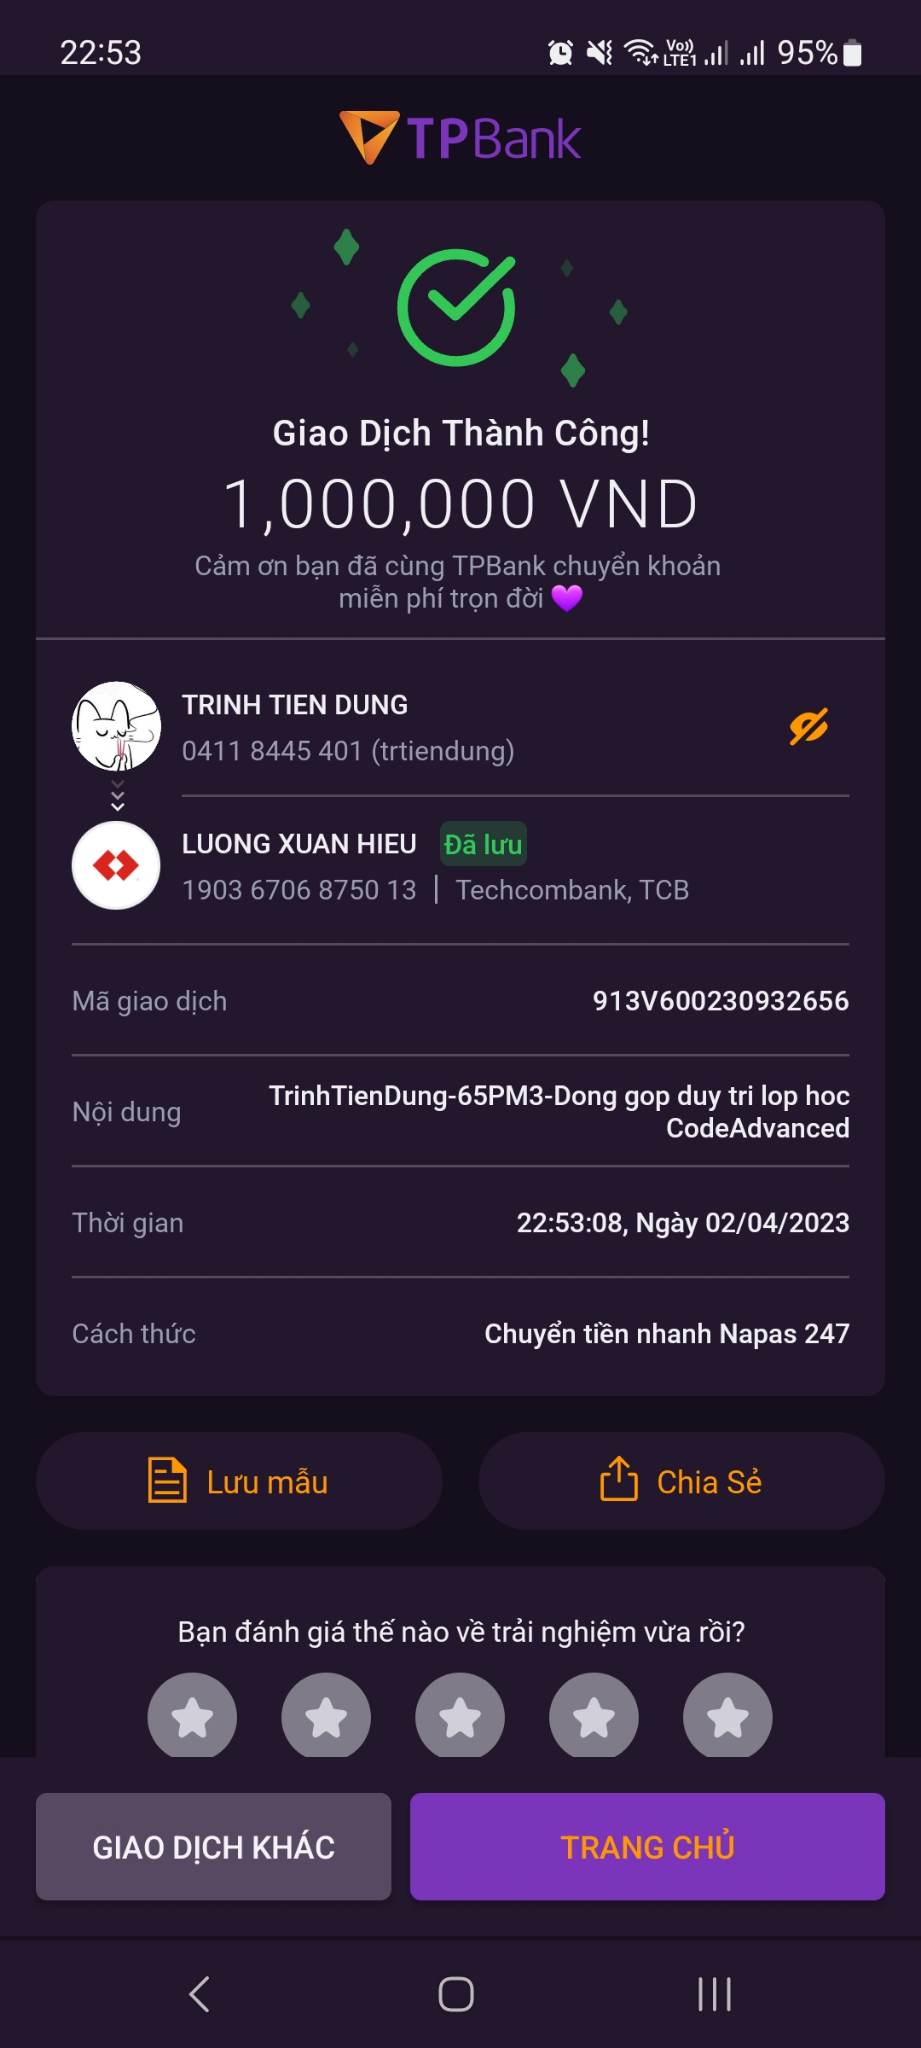 22:53
Vo)) LTE1 95%
TPBank
Giao Dịch Thành Công!
1,000,000 VND
Cảm ơn bạn đã cùng TPBank chuyển khoản
miễn phí trọn đời 💜
TRINH TIEN DUNG
0411 8445 401 (trtiendung)
LUONG XUAN HIEU Đã lưu
1903 6706 8750 13 | Techcombank, TCB
Mã giao dịch 913V600230932656
Nội dung TrinhTienDung-65PM3-Dong gop duy tri lop hoc
CodeAdvanced
Thời gian 22:53:08, Ngày 02/04/2023
Cách thức Chuyển tiền nhanh Napas 247
Lưu mẫu Chia Sẻ
Bạn đánh giá thế nào về trải nghiệm vừa rồi?
GIAO DỊCH KHÁC TRANG CHỦ